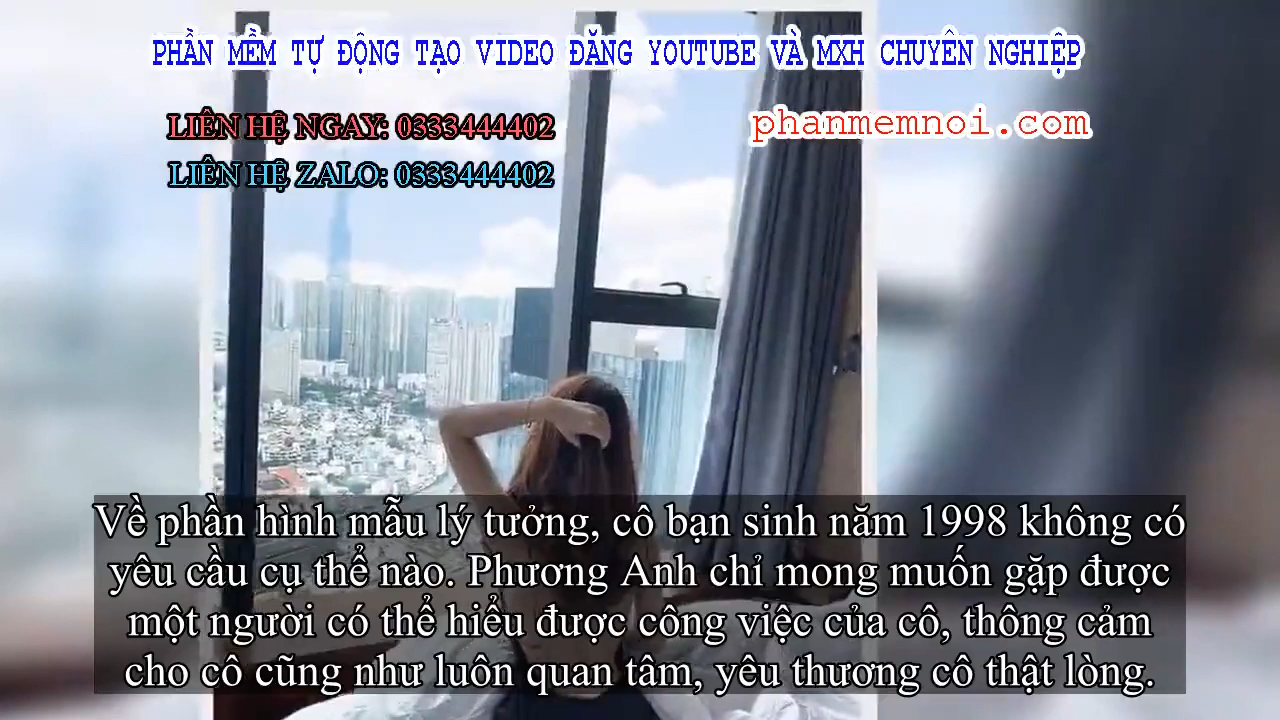 PHẦN MỀM TỰ ĐỘNG TẠO VIDEO ĐĂNG YOUTUBE VÀ MXH CHUYÊN NGHIỆP
LIÊN HỆ NGAY: 0333444402
phanmemnoi.com
LIÊN HỆ ZALO: 0333444402
Về phần hình mẫu lý tưởng, cô bạn sinh năm 1998 không có
yêu cầu cụ thể nào. Phương Anh chỉ mong muốn gặp được
một người có thể hiểu được công việc của cô, thông cảm
cho cô cũng như luôn quan tâm, yêu thương cô thật lòng.